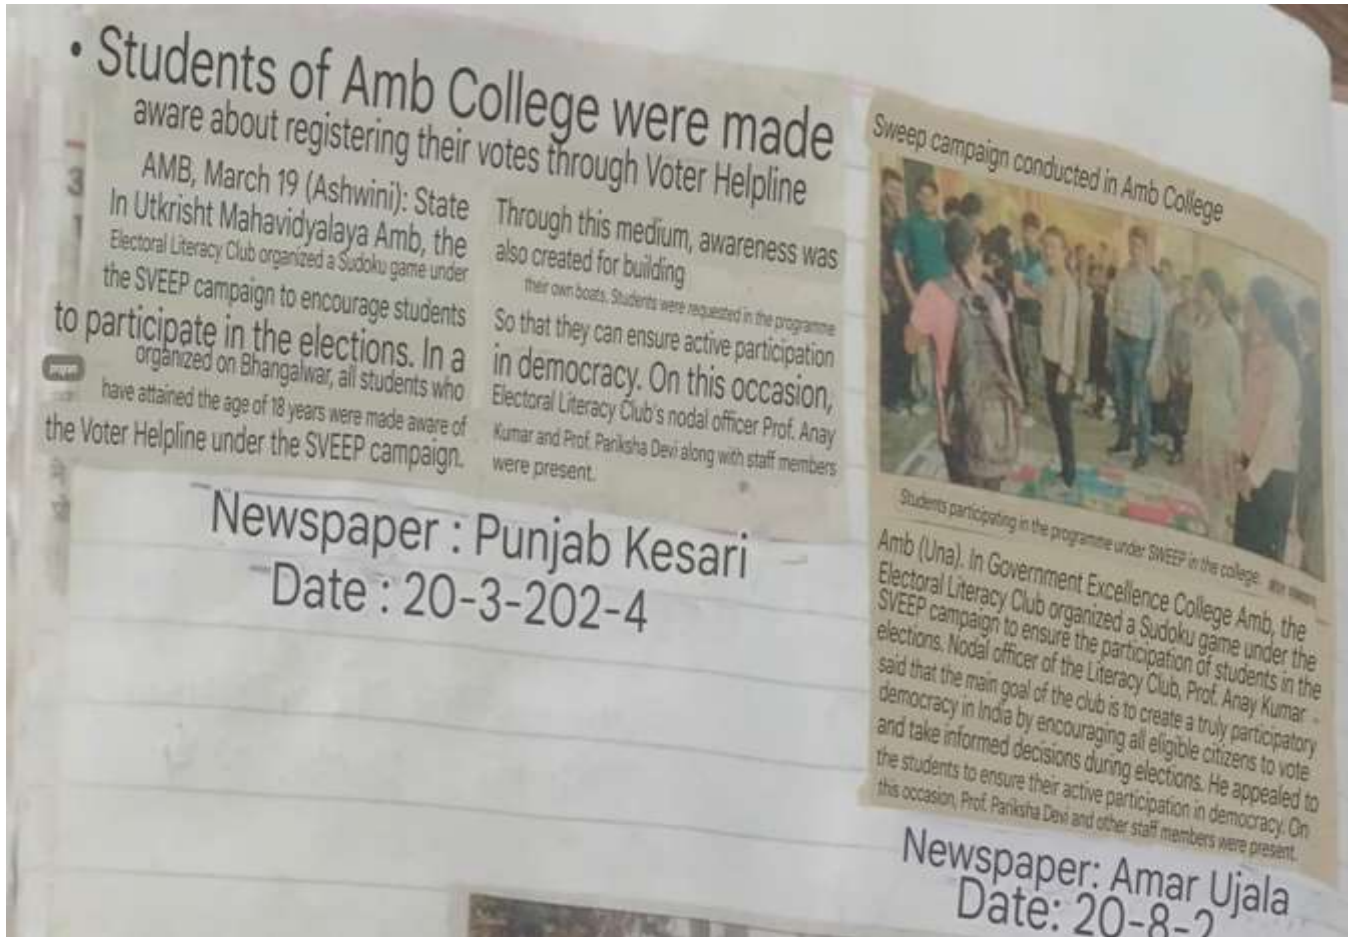 • Students of Amb College were made
aware about registering their votes through Voter Helpline
AMB, March 19 (Ashwini): State
In Utkrisht Mahavidyalaya Amb, the
Electoral Literacy Club organized a Sudoku game under
the SVEEP campaign to encourage students
to participate in the elections. In a
organized on Bhangalwar, all students who
have attained the age of 18 years were made aware of
the Voter Helpline under the SVEEP campaign.
Through this medium, awareness was
also created for building
their own boats. Students were requested in the programme
So that they can ensure active participation
in democracy. On this occasion,
Electoral Literacy Club's nodal officer Prof. Anay
Kumar and Prof. Pariksha Devi along with staff members
were present.
Newspaper : Punjab Kesari
Date : 20-3-202-4
Sweep campaign conducted in Amb College
Students participating in the programme under SWEEP in the college.
Amb (Una). In Government Excellence College Amb, the
Electoral Literacy Club organized a Sudoku game under the
SVEEP campaign to ensure the participation of students in the
elections. Nodal officer of the Literacy Club, Prof. Anay Kumar -
said that the main goal of the club is to create a truly participatory
democracy in India by encouraging all eligible citizens to vote
and take informed decisions during elections. He appealed to
the students to ensure their active participation in democracy. On
this occasion, Prof. Pariksha Devi and other staff members were present.
Newspaper: Amar Ujala
Date: 20-8-2